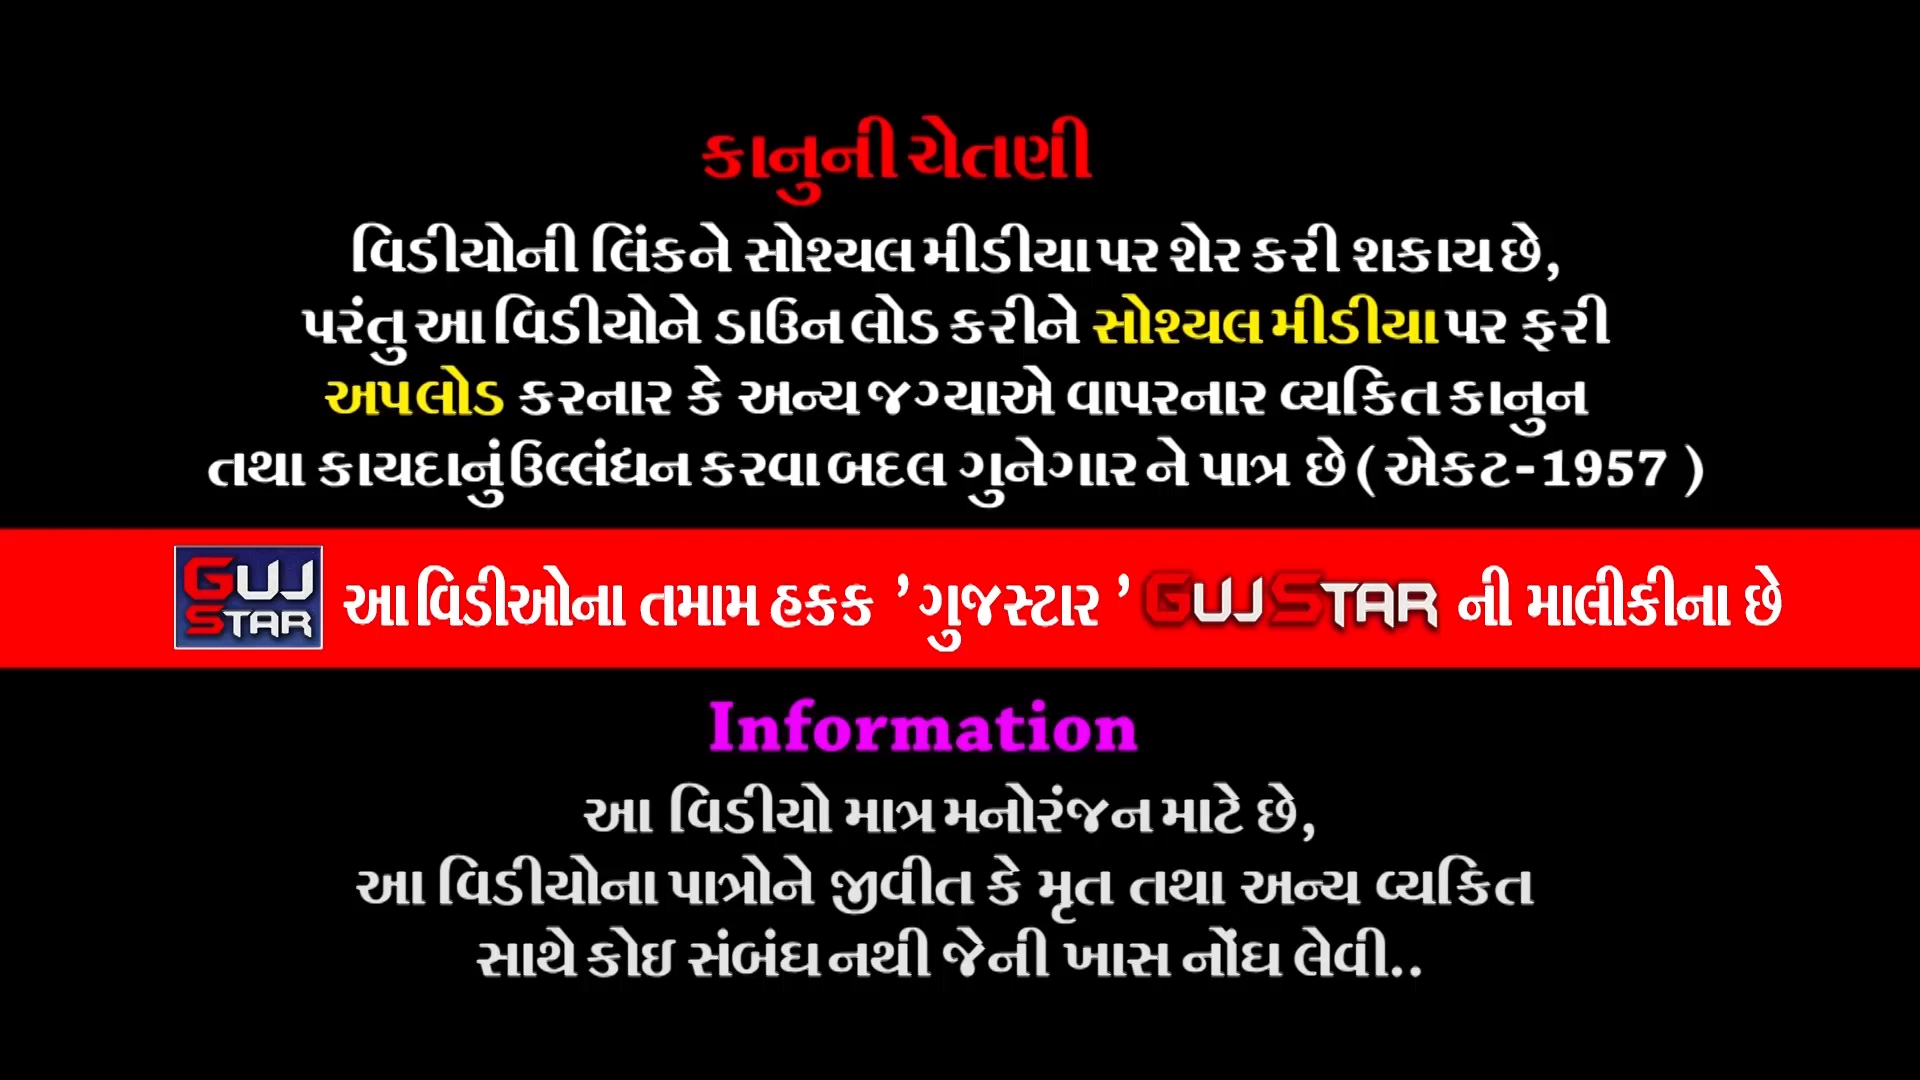 કાનુની ચેતણી
વિડીયોની લિંકને સોશ્યલ મીડીયા પર શેર કરી શકાય છે,
પરંતુ આ વિડીયોને ડાઉન લોડ કરીને સોશ્યલ મીડીયા પર ફરી
અપલોડ કરનાર કે અન્ય જગ્યાએ વાપરનાર વ્યકિત કાનુન
તથા કાયદાનું ઉલ્લંઘન કરવા બદલ ગુનેગાર ને પાત્ર છે ( એકટ-1957 )
GUJ STAR આ વિડીઓના તમામ હકક ’ ગુજસ્ટાર ’ GUJSTAR ની માલીકીના છે
Information
આ વિડીયો માત્ર મનોરંજન માટે છે,
આ વિડીયોના પાત્રોને જીવીત કે મૃત તથા અન્ય વ્યકિત
સાથે કોઇ સંબંઘ નથી જેની ખાસ નોંઘ લેવી..